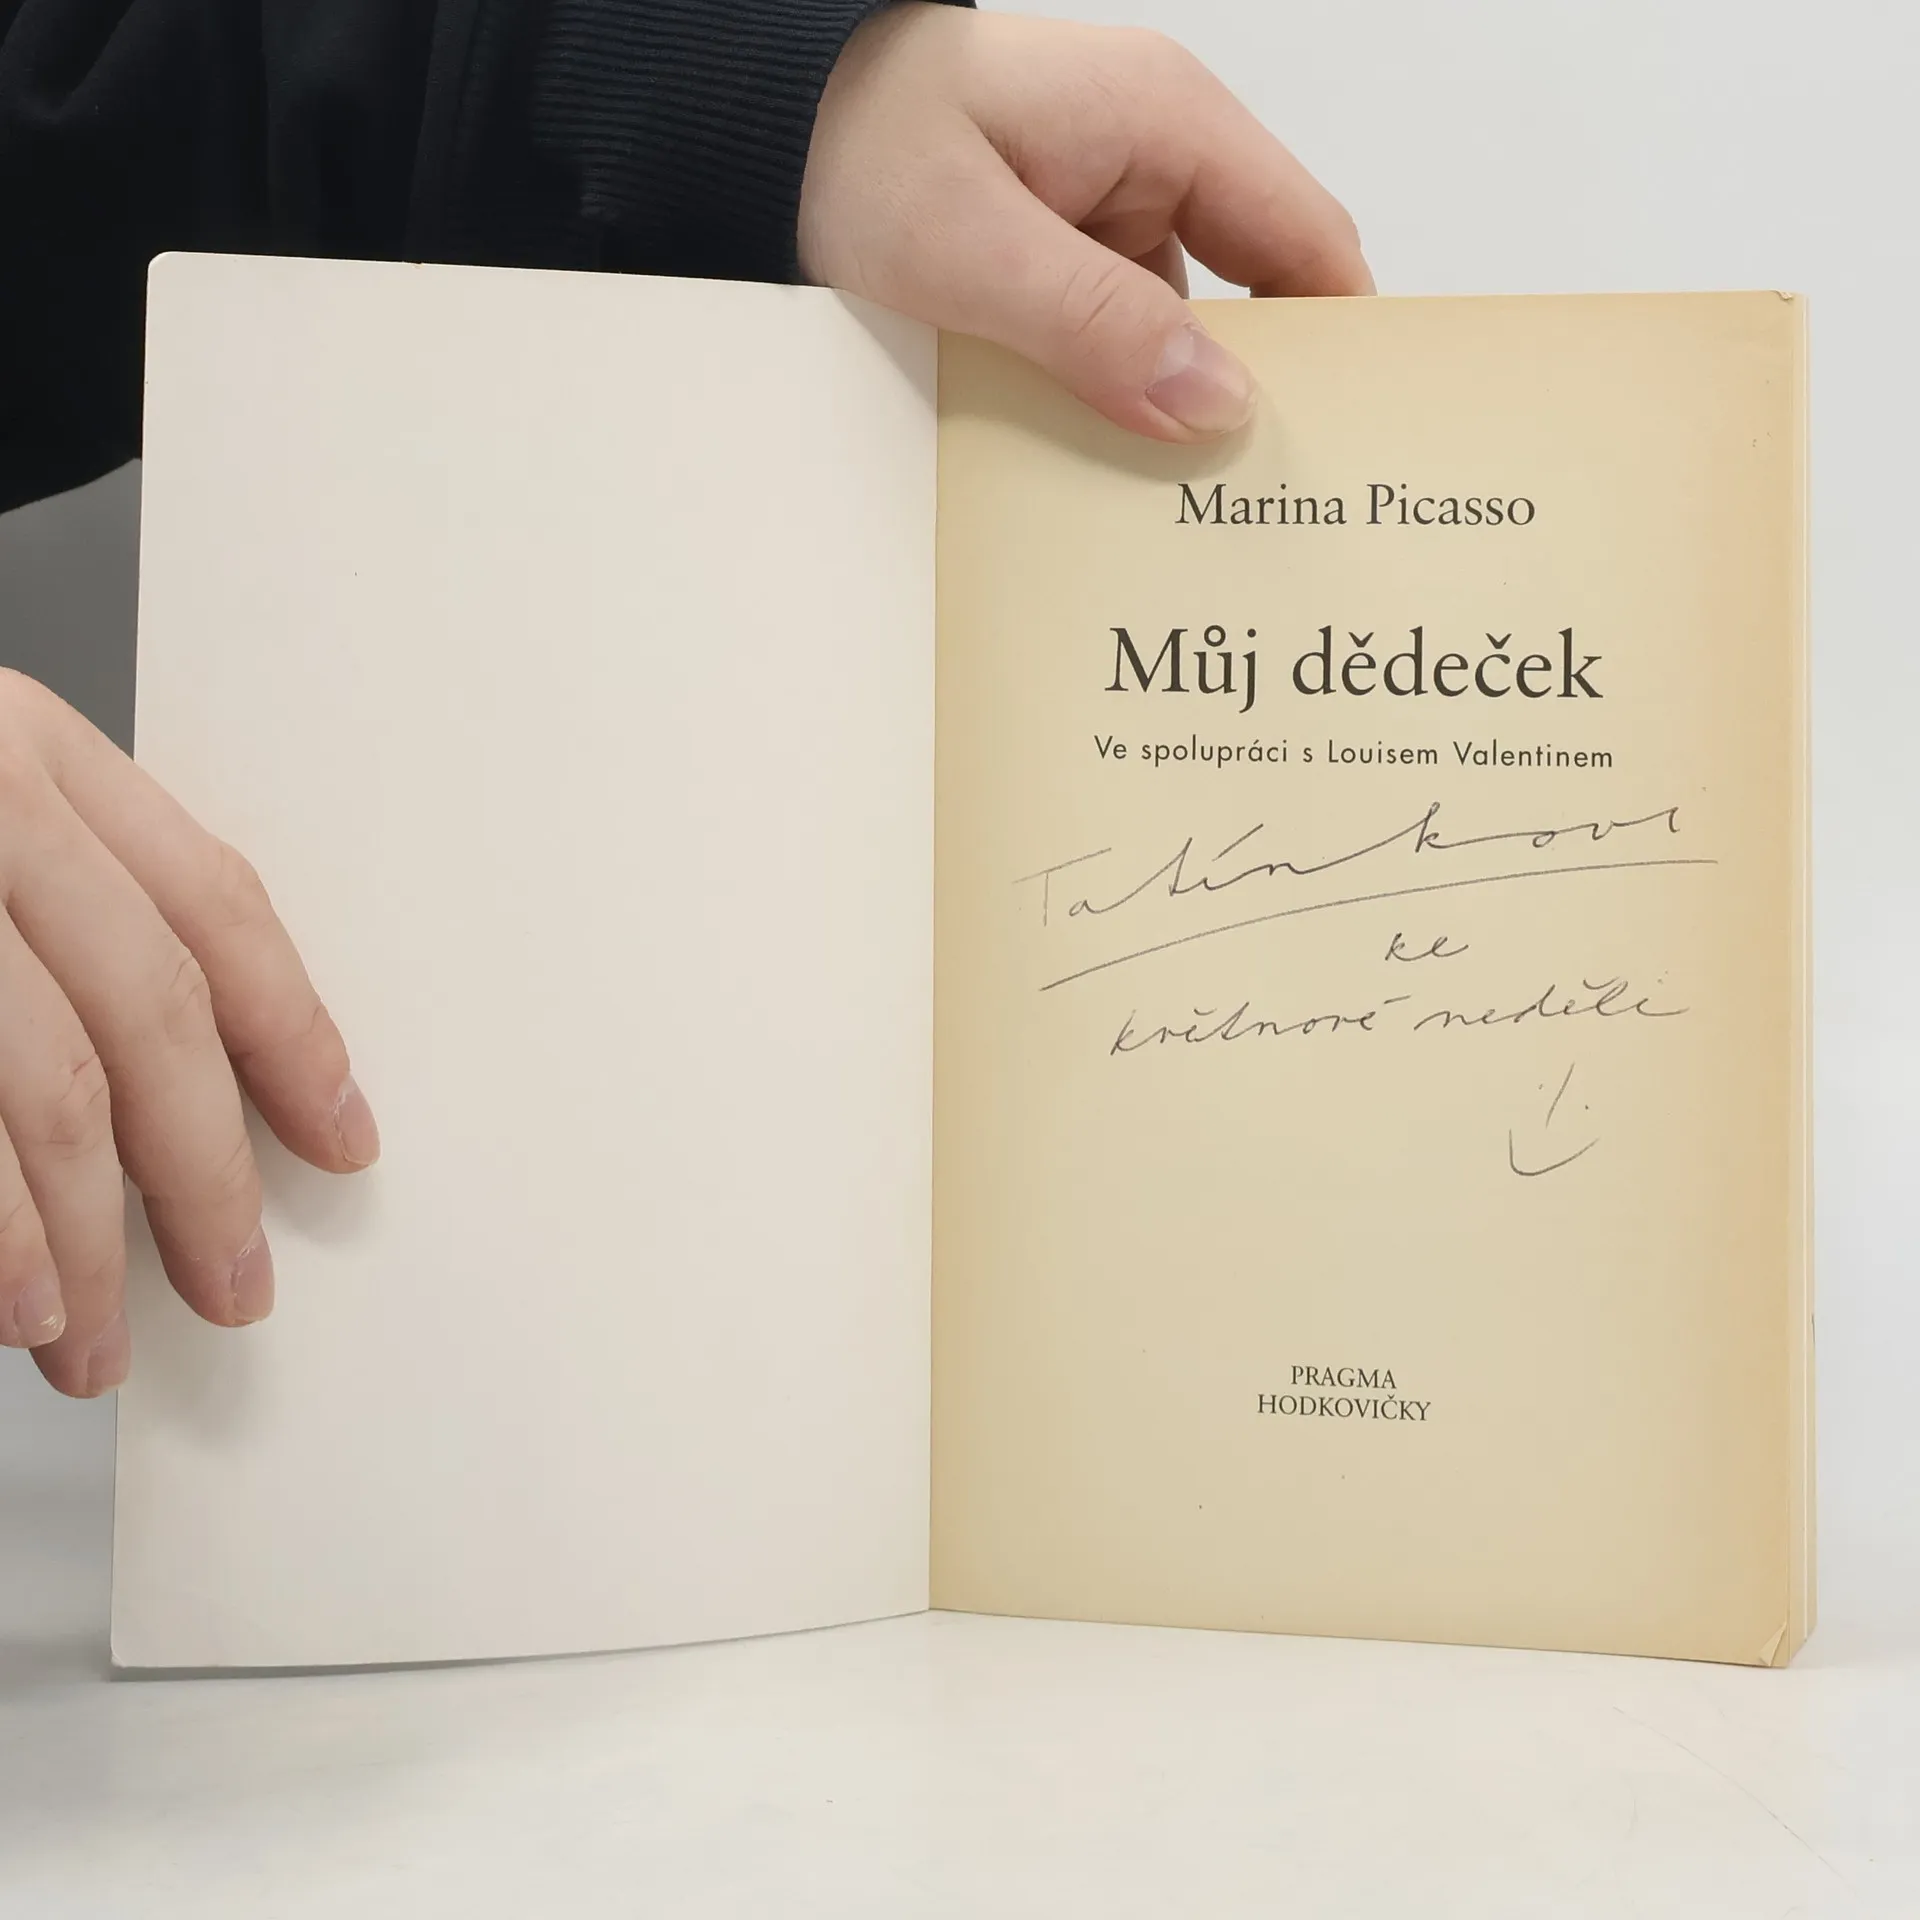 Marina Picasso
Můj dědeček
Ve spolupráci s Louisem Valentinem
Tatínkovi
ke
květnové neděli
PRAGMA
HODKOVIČKY